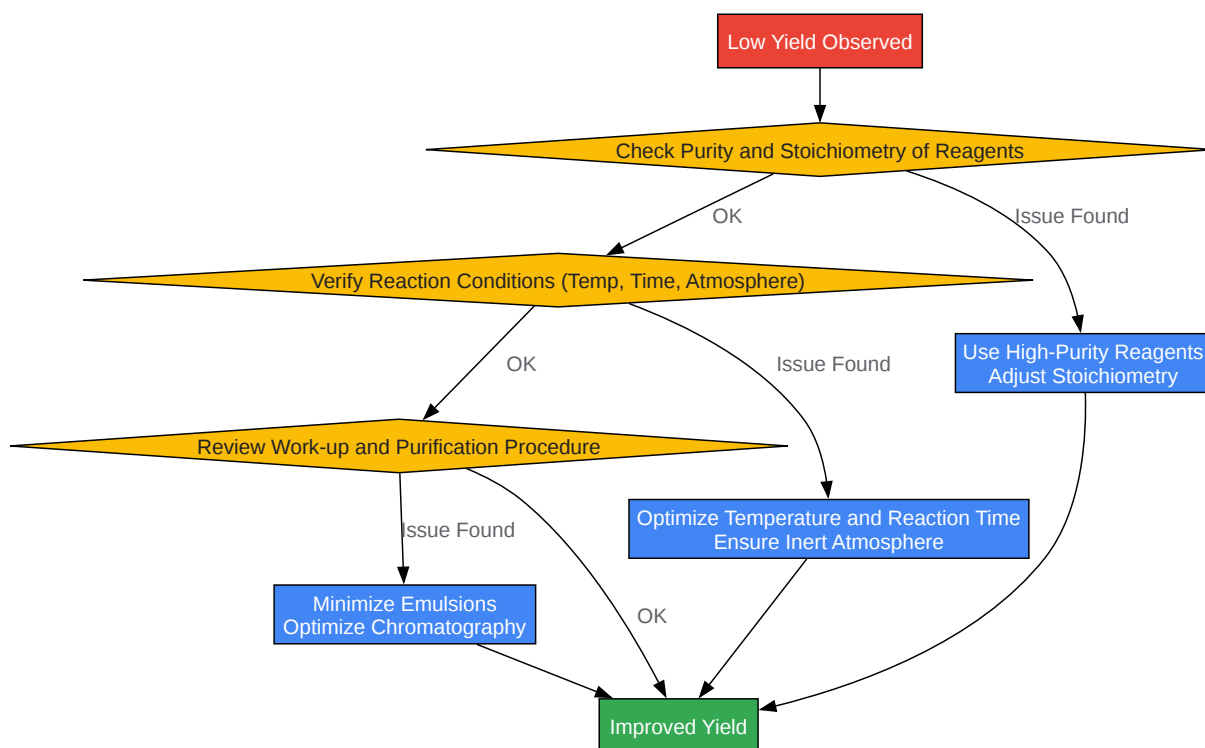 Low Yield Observed
Check Purity and Stoichiometry of Reagents
OK
Issue Found
Verify Reaction Conditions (Temp, Time, Atmosphere)
Use High-Purity Reagents
Adjust Stoichiometry
OK
Issue Found
Review Work-up and Purification Procedure
Optimize Temperature and Reaction Time
Ensure Inert Atmosphere
Issue Found
Minimize Emulsions
Optimize Chromatography
OK
Improved Yield